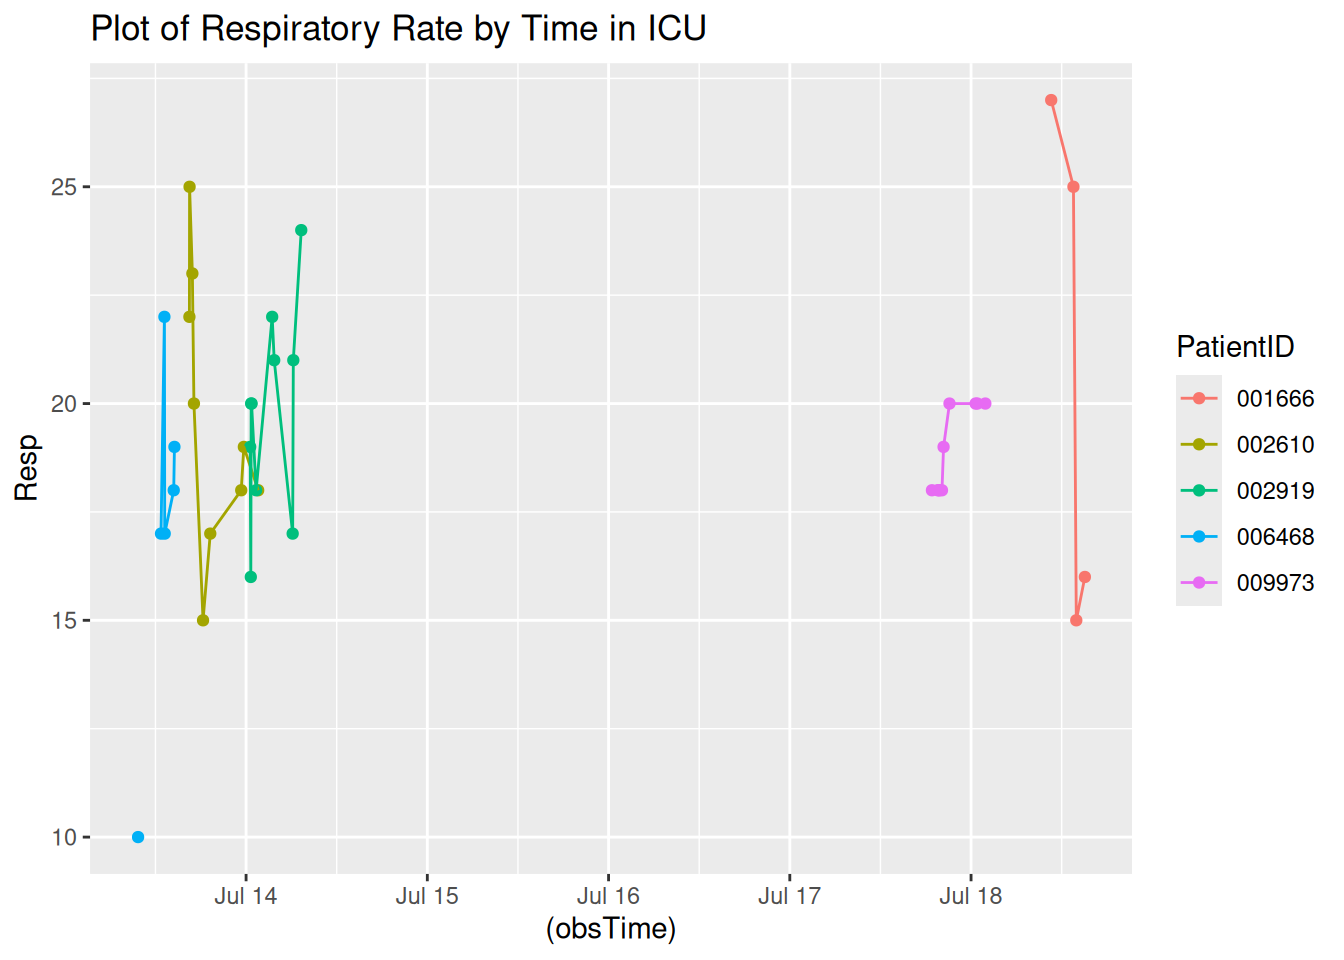 Plot of Respiratory Rate by Time in ICU
Resp
25
20
15
10
Jul 14 Jul 15 Jul 16 Jul 17 Jul 18
(obsTime)
PatientID
001666
002610
002919
006468
009973